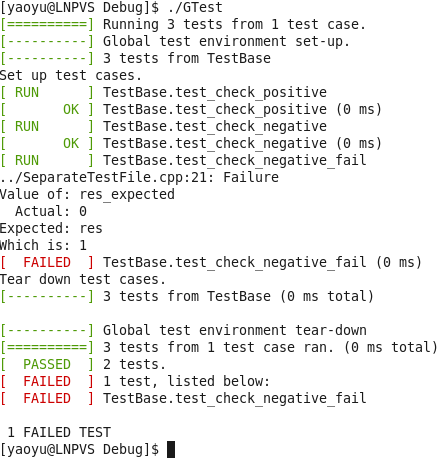 [yaoyu@LNPVS Debug]$ ./GTest
[==========] Running 3 tests from 1 test case.
[----------] Global test environment set-up.
[----------] 3 tests from TestBase
Set up test cases.
[ RUN      ] TestBase.test_check_positive
[       OK ] TestBase.test_check_positive (0 ms)
[ RUN      ] TestBase.test_check_negative
[       OK ] TestBase.test_check_negative (0 ms)
[ RUN      ] TestBase.test_check_negative_fail
../SeparateTestFile.cpp:21: Failure
Value of: res_expected
  Actual: 0
Expected: res
Which is: 1
[  FAILED  ] TestBase.test_check_negative_fail (0 ms)
Tear down test cases.
[----------] 3 tests from TestBase (0 ms total)

[----------] Global test environment tear-down
[==========] 3 tests from 1 test case ran. (0 ms total)
[  PASSED  ] 2 tests.
[  FAILED  ] 1 test, listed below:
[  FAILED  ] TestBase.test_check_negative_fail

 1 FAILED TEST
[yaoyu@LNPVS Debug]$